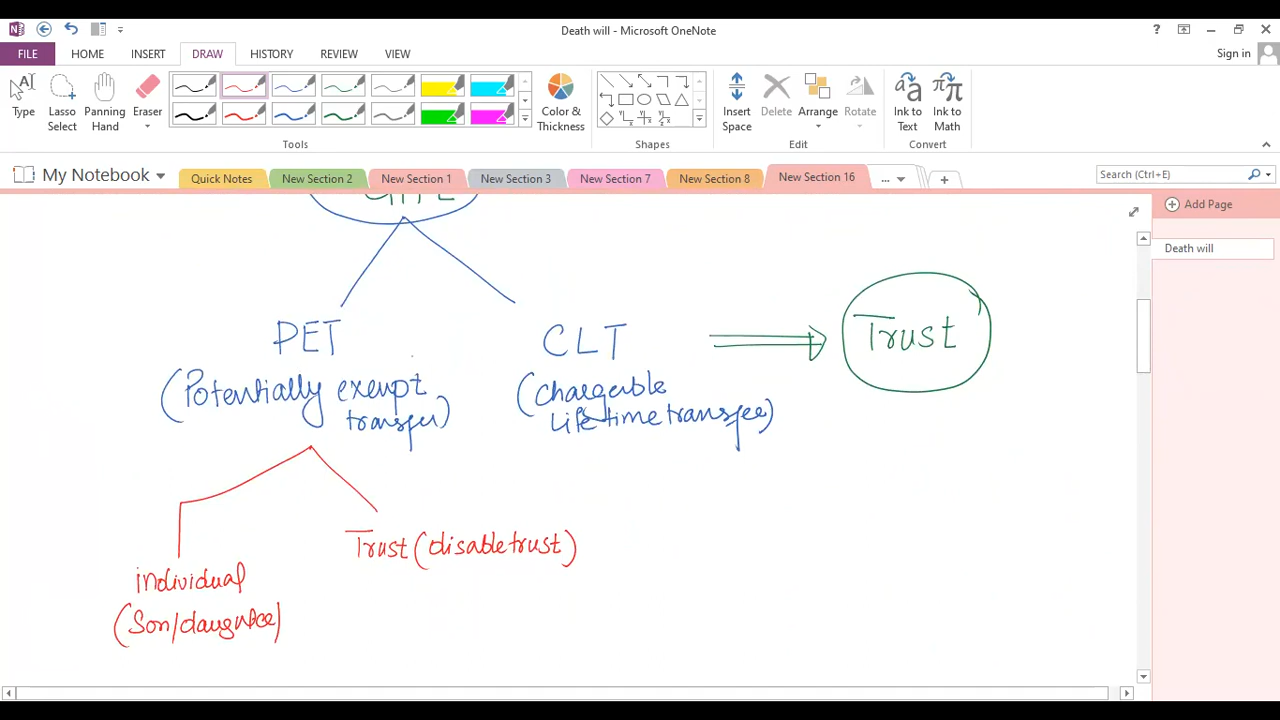 Death will - Microsoft OneNote
?
Sign in
FILE HOME INSERT DRAW HISTORY REVIEW VIEW
Type
Lasso Select
Panning Hand
Eraser
Color & Thickness
Insert Space
Delete
Arrange
Rotate
Ink to Text
Ink to Math
Tools
Shapes
Edit
Convert
My Notebook
Quick Notes
New Section 2
New Section 1
New Section 3
New Section 7
New Section 8
New Section 16
...
Search (Ctrl+E)
Add Page
Death will
PET
CLT
Trust
(Potentially exempt
transfer)
(Chargeable
Life-time transfer)
Trust (disable trust)
individual
(Son/daughter)